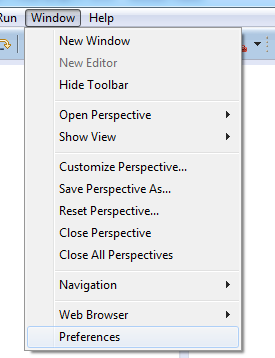 Run Window Help
New Window
New Editor
Hide Toolbar
Open Perspective
Show View
Customize Perspective...
Save Perspective As...
Reset Perspective...
Close Perspective
Close All Perspectives
Navigation
Web Browser
Preferences